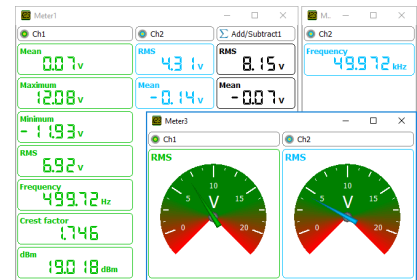 Meter1
Ch1
Ch2
Add/Subtract1
Mean
0.07 v
RMS
4.31 v
RMS
8.15 v
Maximum
12.08 v
Mean
-0.14 v
Mean
-0.07 v
Minimum
-11.93 v
RMS
6.92 v
Frequency
499.72 Hz
Crest factor
1.746
dBm
19.018 dBm
M..
Ch2
Frequency
49.972 kHz
Meter3
Ch1
Ch2
RMS
0
5
10
15
20
V
RMS
0
5
10
15
20
V